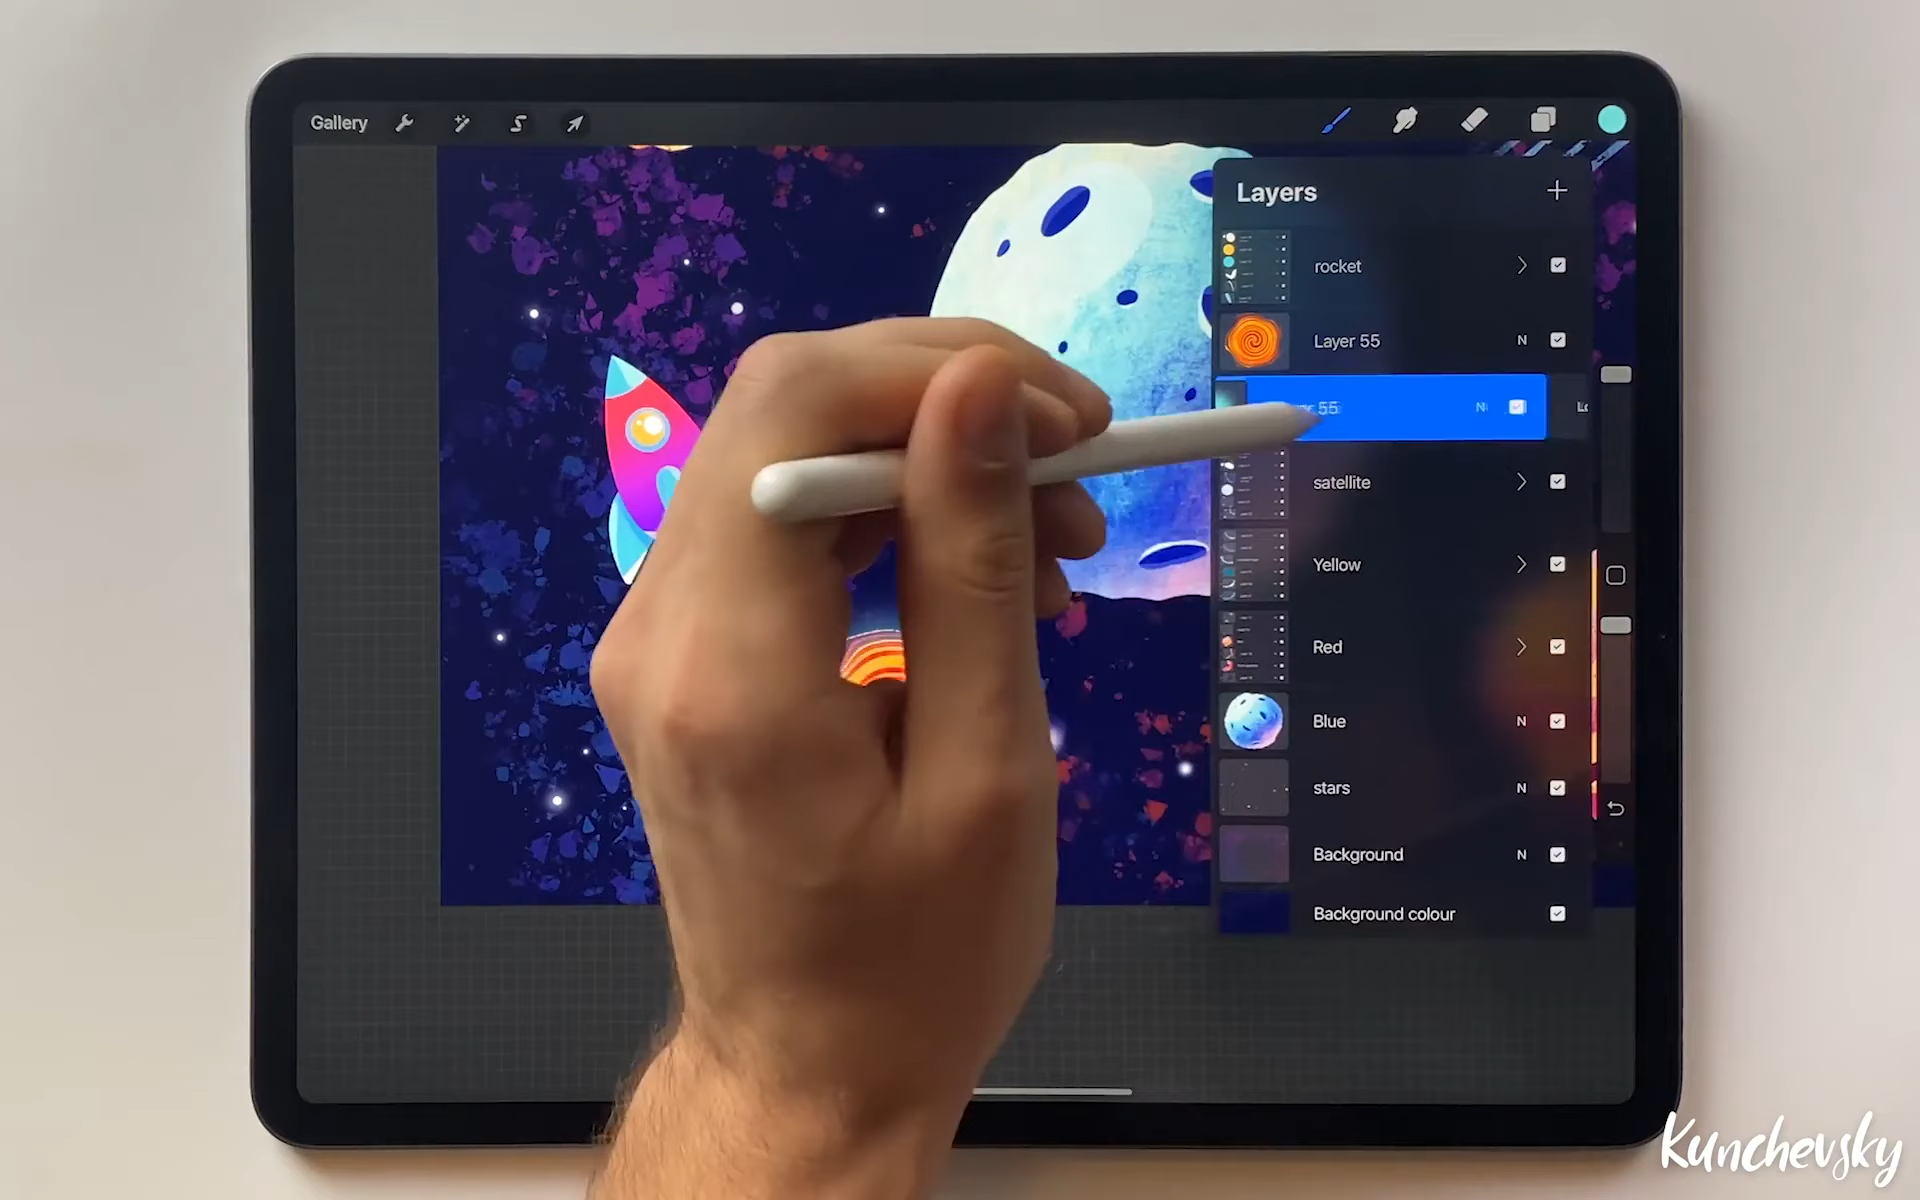 Gallery
Layers
rocket
Layer 55 N
55 N
satellite
Yellow
Red
Blue N
stars N
Background N
Background colour
Kunchevsky